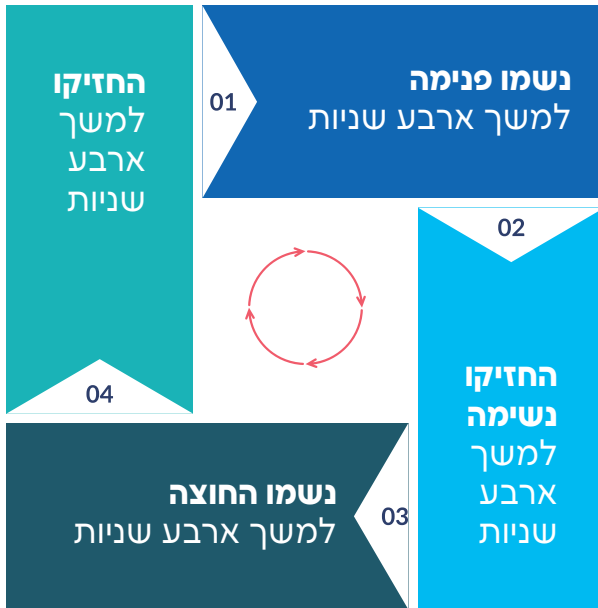 01
נשמו פנימה
למשך ארבע שניות
02
החזיקו
נשימה
למשך
ארבע
שניות
03
נשמו החוצה
למשך ארבע שניות
04
החזיקו
למשך
ארבע
שניות